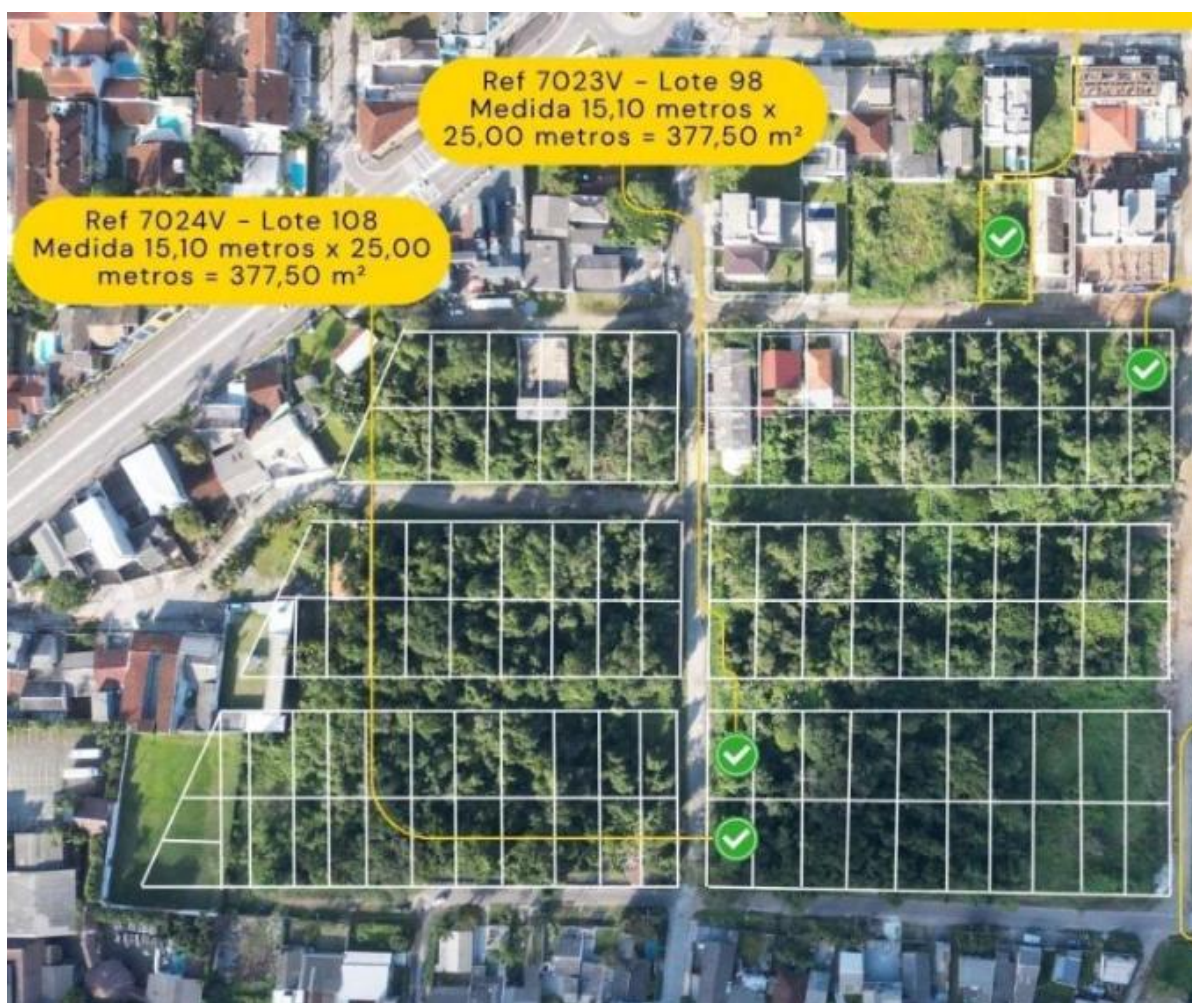 Ref 7023V - Lote 98
Medida 15,10 metros x
25,00 metros = 377,50 m²
Ref 7024V - Lote 108
Medida 15,10 metros x 25,00
metros = 377,50 m²